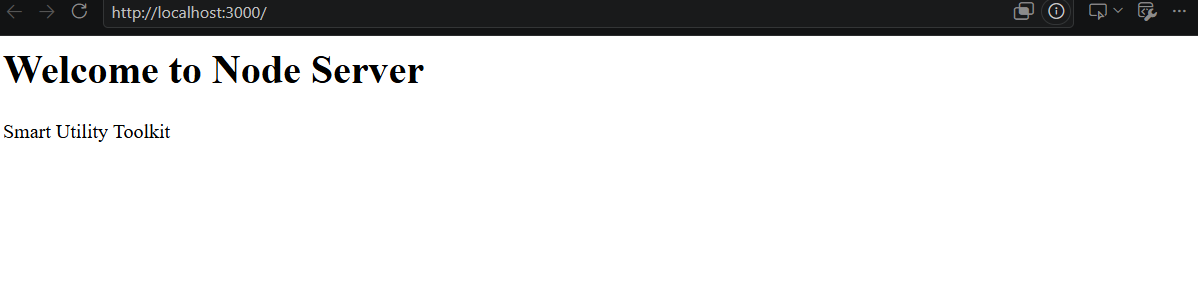 http://localhost:3000/
Welcome to Node Server
Smart Utility Toolkit